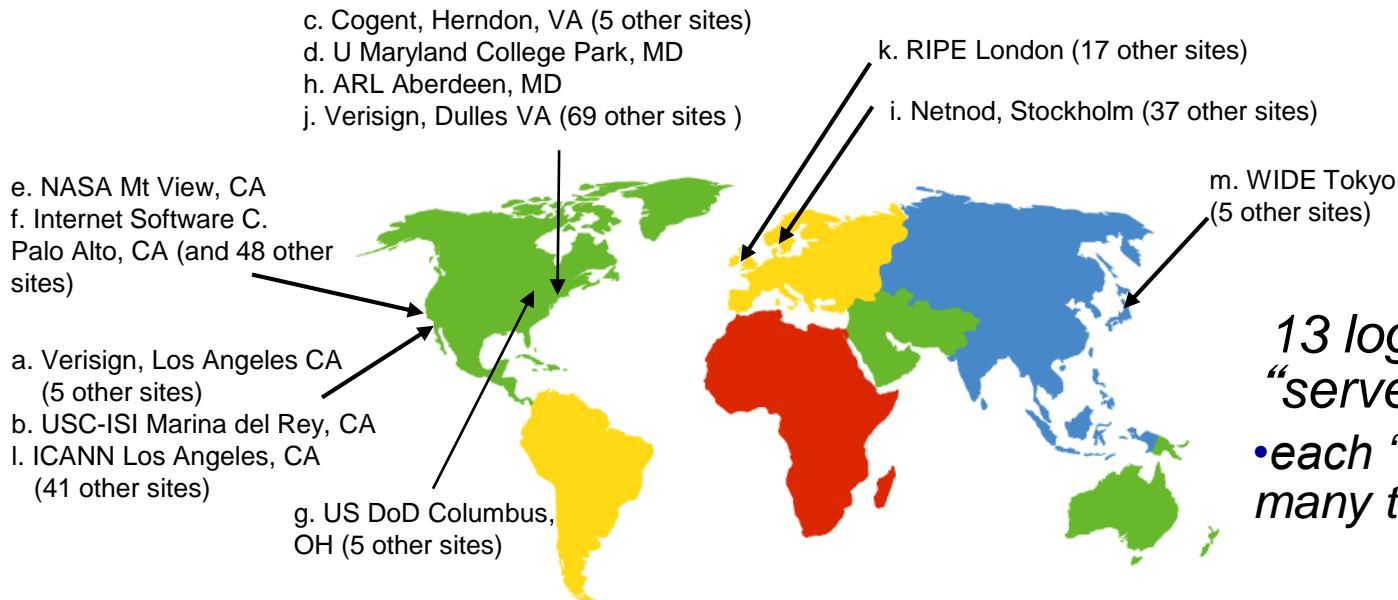 c. Cogent, Herndon, VA (5 other sites)
d. U Maryland College Park, MD
h. ARL Aberdeen, MD
j. Verisign, Dulles VA (69 other sites )
k. RIPE London (17 other sites)
i. Netnod, Stockholm (37 other sites)
m. WIDE Tokyo
(5 other sites)
e. NASA Mt View, CA
f. Internet Software C.
Palo Alto, CA (and 48 other
sites)
a. Verisign, Los Angeles CA
(5 other sites)
b. USC-ISI Marina del Rey, CA
l. ICANN Los Angeles, CA
(41 other sites)
g. US DoD Columbus,
OH (5 other sites)
13
“
•each “
many